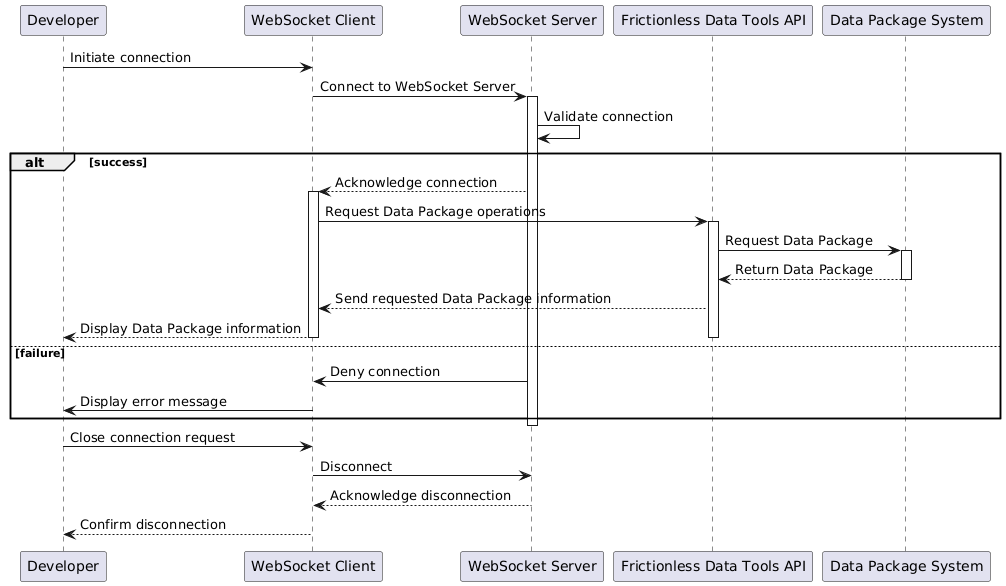 Developer
WebSocket Client
WebSocket Server
Frictionless Data Tools API
Data Package System
Initiate connection
Connect to WebSocket Server
Validate connection
alt
[success]
Acknowledge connection
Request Data Package operations
Request Data Package
Return Data Package
Send requested Data Package information
Display Data Package information
[failure]
Deny connection
Display error message
Close connection request
Disconnect
Acknowledge disconnection
Confirm disconnection
Developer
WebSocket Client
WebSocket Server
Frictionless Data Tools API
Data Package System